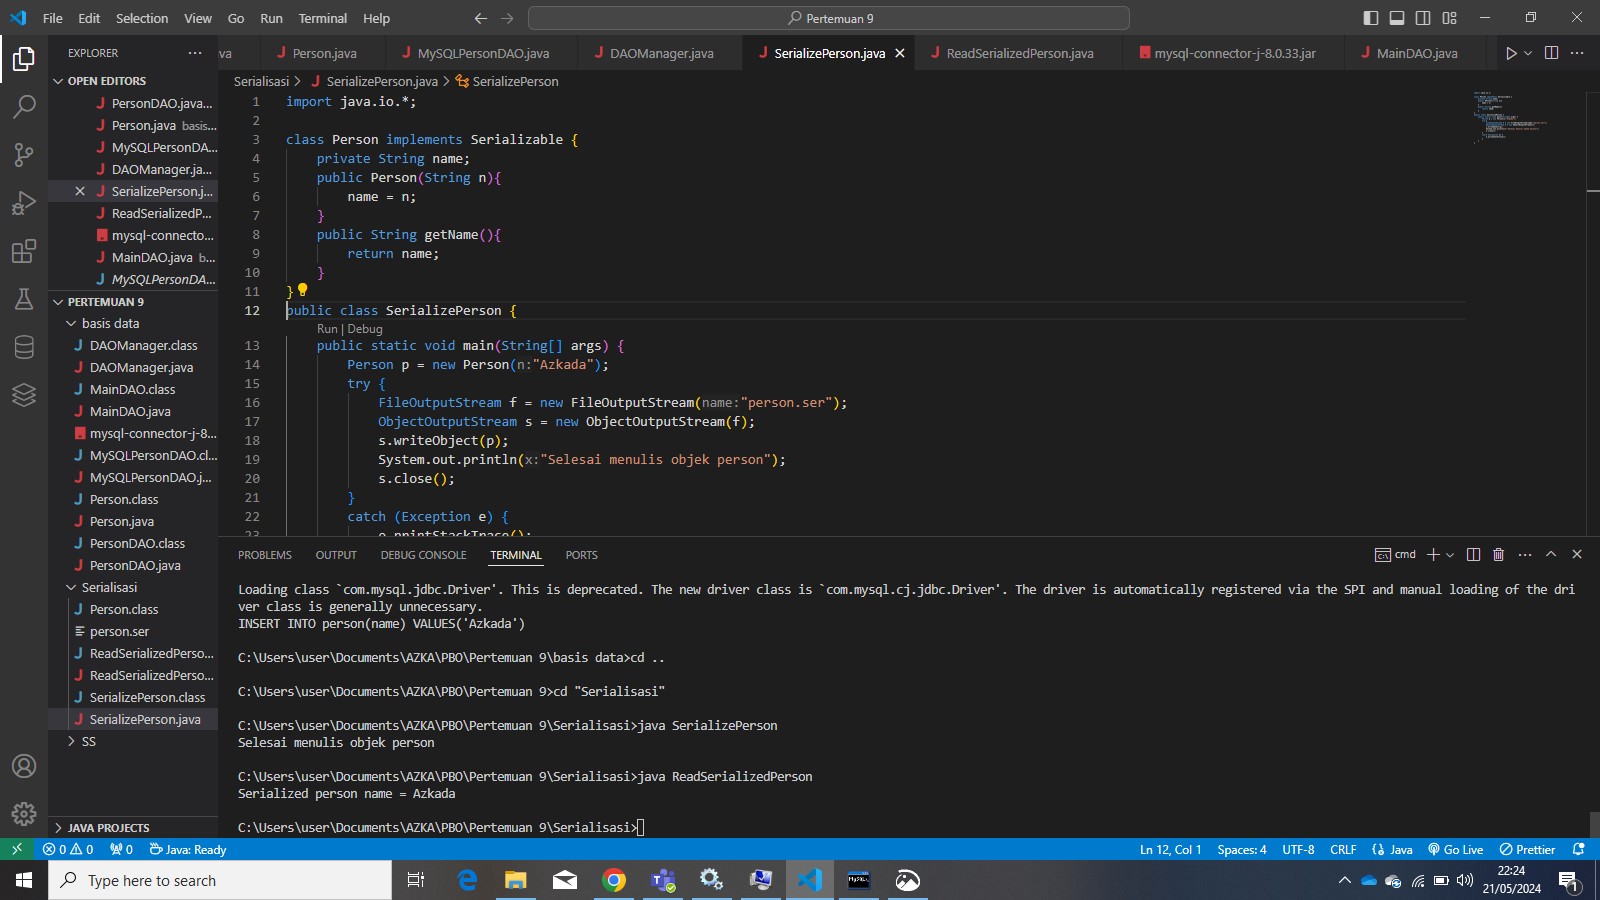 File Edit Selection View Go Run Terminal Help
Pertemuan 9
EXPLORER
va Person.java MySQLPersonDAO.java DAOManager.java SerializePerson.java ReadSerializedPerson.java mysql-connector-j-8.0.33.jar MainDAO.java
OPEN EDITORS
PersonDAO.java...
Person.java basis...
MySQLPersonDA...
DAOManager.ja...
SerializePerson.j...
ReadSerializedP...
mysql-connecto...
MainDAO.java b...
MySQLPersonDA...
PERTEMUAN 9
basis data
DAOManager.class
DAOManager.java
MainDAO.class
MainDAO.java
mysql-connector-j-8...
MySQLPersonDAO.cl...
MySQLPersonDAO.j...
Person.class
Person.java
PersonDAO.class
PersonDAO.java
Serialisasi
Person.class
person.ser
ReadSerializedPerso...
ReadSerializedPerso...
SerializePerson.class
SerializePerson.java
SS
JAVA PROJECTS
Serialisasi > SerializePerson.java > SerializePerson
1 import java.io.*;
2
3 class Person implements Serializable {
4 private String name;
5 public Person(String n){
6 name = n;
7 }
8 public String getName(){
9 return name;
10 }
11 }
12 public class SerializePerson {
Run | Debug
13 public static void main(String[] args) {
14 Person p = new Person(n:"Azkada");
15 try {
16 FileOutputStream f = new FileOutputStream(name:"person.ser");
17 ObjectOutputStream s = new ObjectOutputStream(f);
18 s.writeObject(p);
19 System.out.println(x:"Selesai menulis objek person");
20 s.close();
21 }
22 catch (Exception e) {
23 e.printStackTrace();
PROBLEMS OUTPUT DEBUG CONSOLE TERMINAL PORTS
cmd
Loading class `com.mysql.jdbc.Driver'. This is deprecated. The new driver class is `com.mysql.cj.jdbc.Driver'. The driver is automatically registered via the SPI and manual loading of the dri
ver class is generally unnecessary.
INSERT INTO person(name) VALUES('Azkada')
C:\Users\user\Documents\AZKA\PBO\Pertemuan 9\basis data>cd ..
C:\Users\user\Documents\AZKA\PBO\Pertemuan 9>cd "Serialisasi"
C:\Users\user\Documents\AZKA\PBO\Pertemuan 9\Serialisasi>java SerializePerson
Selesai menulis objek person
C:\Users\user\Documents\AZKA\PBO\Pertemuan 9\Serialisasi>java ReadSerializedPerson
Serialized person name = Azkada
C:\Users\user\Documents\AZKA\PBO\Pertemuan 9\Serialisasi>
0 0 0 Java: Ready Ln 12, Col 1 Spaces: 4 UTF-8 CRLF Java Go Live Prettier
Type here to search
22:24
21/05/2024
1